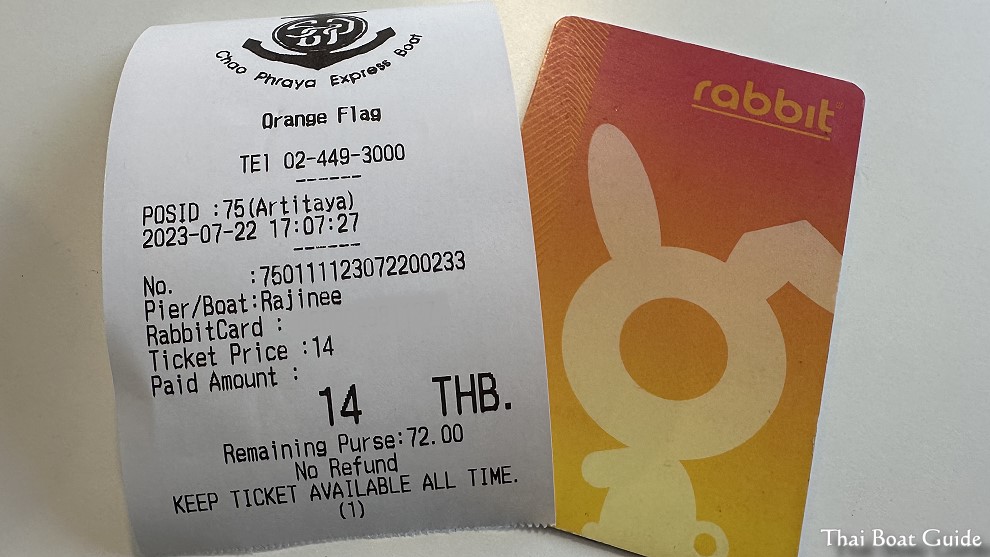 Chao Phraya Express Boat
Orange Flag
TEl 02-449-3000
------
POSID :75(Artitaya)
2023-07-22 17:07:27
------
No. :750111123072200233
Pier/Boat:Rajinee
RabbitCard :
Ticket Price :14
Paid Amount :
14 THB.
Remaining Purse:72.00
No Refund
KEEP TICKET AVAILABLE ALL TIME.
(1)
rabbit
Thai Boat Guide